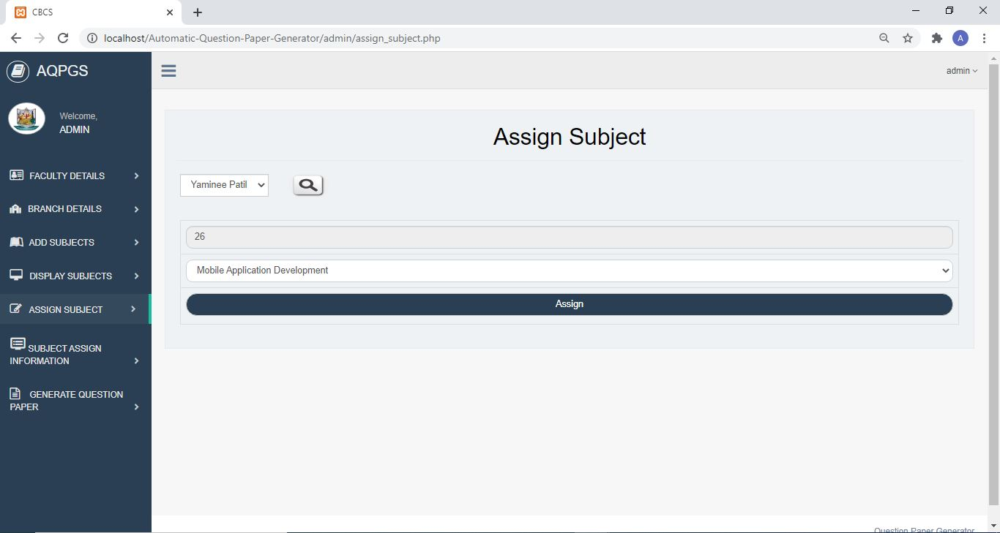 CBCS
localhost/Automatic-Question-Paper-Generator/admin/assign_subject.php
A
AQPGS
admin
Welcome,
ADMIN
Assign Subject
FACULTY DETAILS
Yaminee Patil
BRANCH DETAILS
ADD SUBJECTS
26
DISPLAY SUBJECTS
Mobile Application Development
ASSIGN SUBJECT
Assign
SUBJECT ASSIGN
INFORMATION
GENERATE QUESTION
PAPER
Question Paper Generator